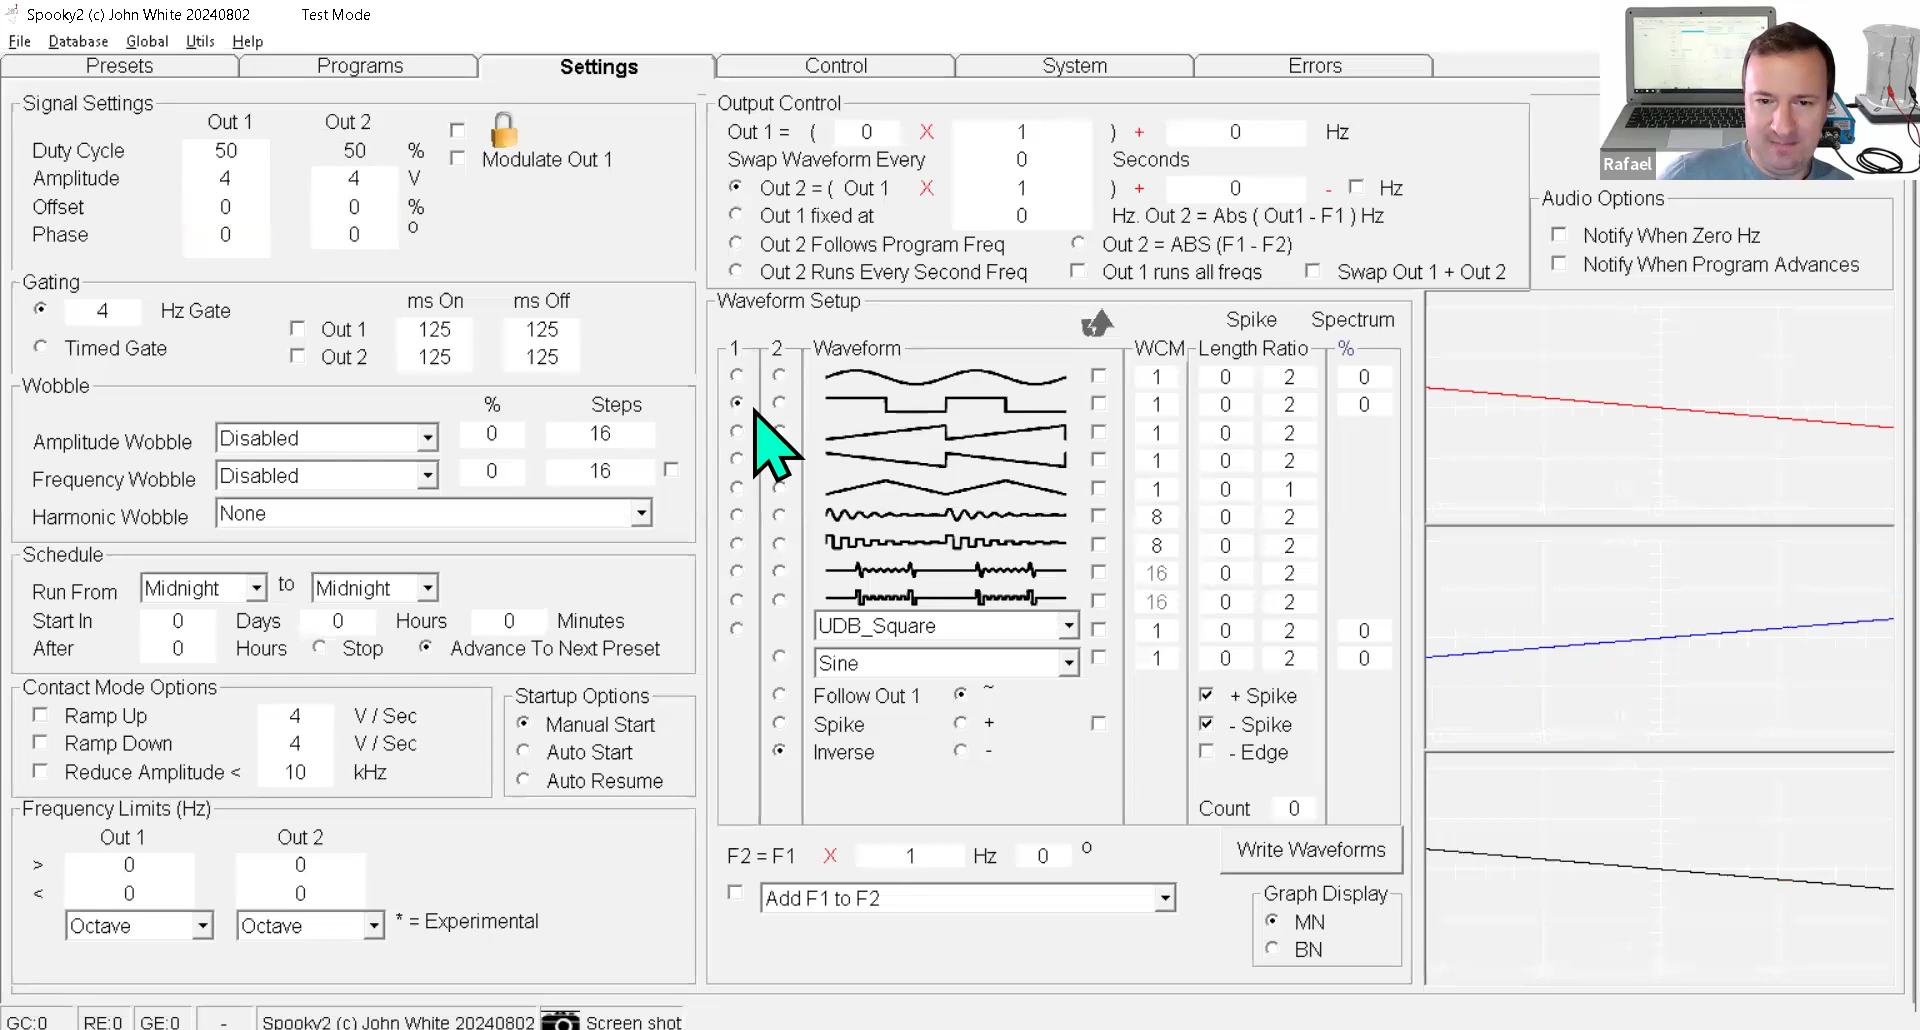 Spooky2 (c) John White 20240802 Test Mode
File Database Global Utils Help
Presets Programs Settings Control System Errors
Rafael
Signal Settings
Out 1 Out 2
Duty Cycle 50 50 %
Modulate Out 1
Amplitude 4 4 V
Offset 0 0 %
Phase 0 0 o
Gating
4 Hz Gate
ms On ms Off
Out 1 125 125
Timed Gate
Out 2 125 125
Wobble
% Steps
Amplitude Wobble Disabled 0 16
Frequency Wobble Disabled 0 16
Harmonic Wobble None
Schedule
Run From Midnight to Midnight
Start In 0 Days 0 Hours 0 Minutes
After 0 Hours Stop Advance To Next Preset
Contact Mode Options
Ramp Up 4 V / Sec
Ramp Down 4 V / Sec
Reduce Amplitude < 10 kHz
Startup Options
Manual Start
Auto Start
Auto Resume
Frequency Limits (Hz)
Out 1 Out 2
> 0 0
< 0 0
Octave Octave * = Experimental
Output Control
Out 1 = ( 0 X 1 ) + 0 Hz
Swap Waveform Every 0 Seconds
Out 2 = ( Out 1 X 1 ) + 0 - Hz
Out 1 fixed at 0 Hz. Out 2 = Abs ( Out1 - F1 ) Hz
Out 2 Follows Program Freq Out 2 = ABS (F1 - F2)
Out 2 Runs Every Second Freq Out 1 runs all freqs Swap Out 1 + Out 2
Audio Options
Notify When Zero Hz
Notify When Program Advances
Waveform Setup
Spike Spectrum
1 2 Waveform WCM Length Ratio %
1 0 2 0
1 0 2 0
1 0 2
1 0 2
1 0 1
8 0 2
8 0 2
16 0 2
16 0 2
UDB_Square 1 0 2 0
Sine 1 0 2 0
Follow Out 1 ~ + Spike
Spike + - Spike
Inverse - - Edge
Count 0
F2 = F1 X 1 Hz 0 o
Write Waveforms
Add F1 to F2
Graph Display
MN
BN
GC:0 RE:0 GE:0 - Spooky2 (c) John White 20240802 Screen shot